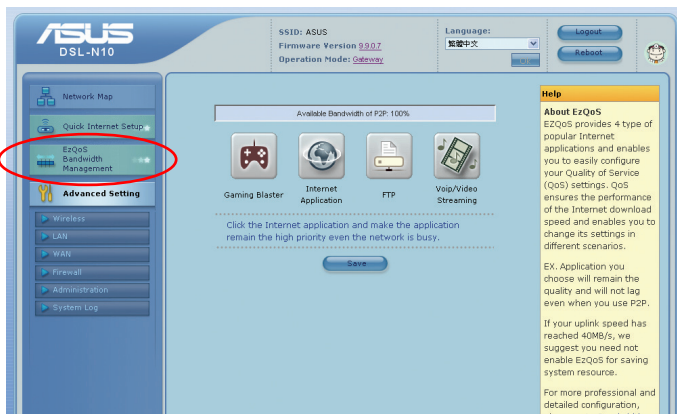 ASUS
DSL-N10
SSID: ASUS
Firmware Version 9.9.0.7
Operation Mode: Gateway
Language:
繁體中文
Logout
Reboot
Network Map
Quick Internet Setup
EzQoS
Bandwidth
Management
Advanced Setting
Wireless
LAN
WAN
Firewall
Administration
System Log
Available Bandwidth of P2P: 100%
Gaming Blaster
Internet
Application
FTP
Voip/Video
Streaming
Click the Internet application and make the application
remain the high priority even the network is busy.
Save
Help
About EzQoS
EZQoS provides 4 type of
popular Internet
applications and enables
you to easily configure
your Quality of Service
(QoS) settings. QoS
ensures the performance
of the Internet download
speed and enables you to
change its settings in
different scenarios.
EX. Application you
choose will remain the
quality and will not lag
even when you use P2P.
If your uplink speed has
reached 40MB/s, we
suggest you need not
enable EzQoS for saving
system resource.
For more professional and
detailed configuration,